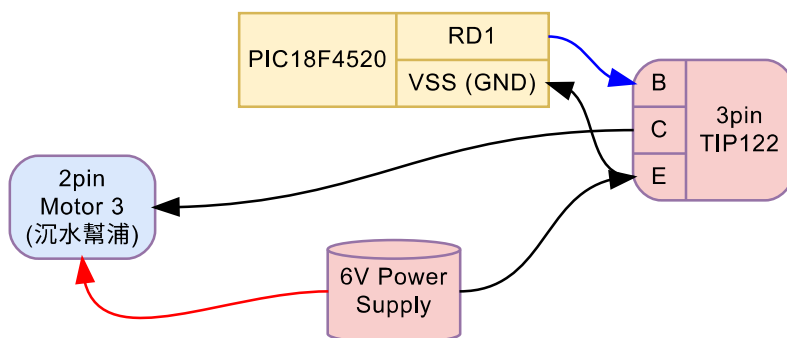 PIC18F4520
RD1
VSS (GND)
B
C
E
3pin
TIP122
2pin
Motor 3
(沉水幫浦)
6V Power
Supply